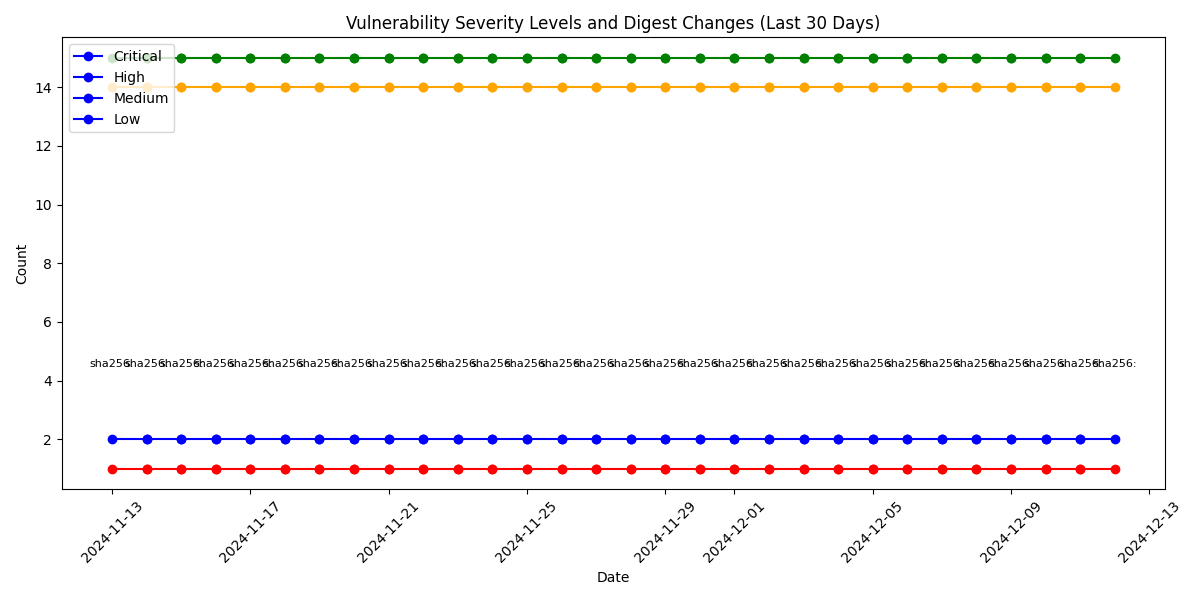 Vulnerability Severity Levels and Digest Changes (Last 30 Days)
Critical
High
Medium
Low
14
12
10
8
6
4
2
Count
sha256: sha256: sha256: sha256: sha256: sha256: sha256: sha256: sha256: sha256: sha256: sha256: sha256: sha256: sha256: sha256: sha256: sha256: sha256: sha256: sha256: sha256: sha256: sha256: sha256: sha256: sha256: sha256: sha256: sha256:
2024-11-13 2024-11-17 2024-11-21 2024-11-25 2024-11-29 2024-12-01 2024-12-05 2024-12-09 2024-12-13
Date